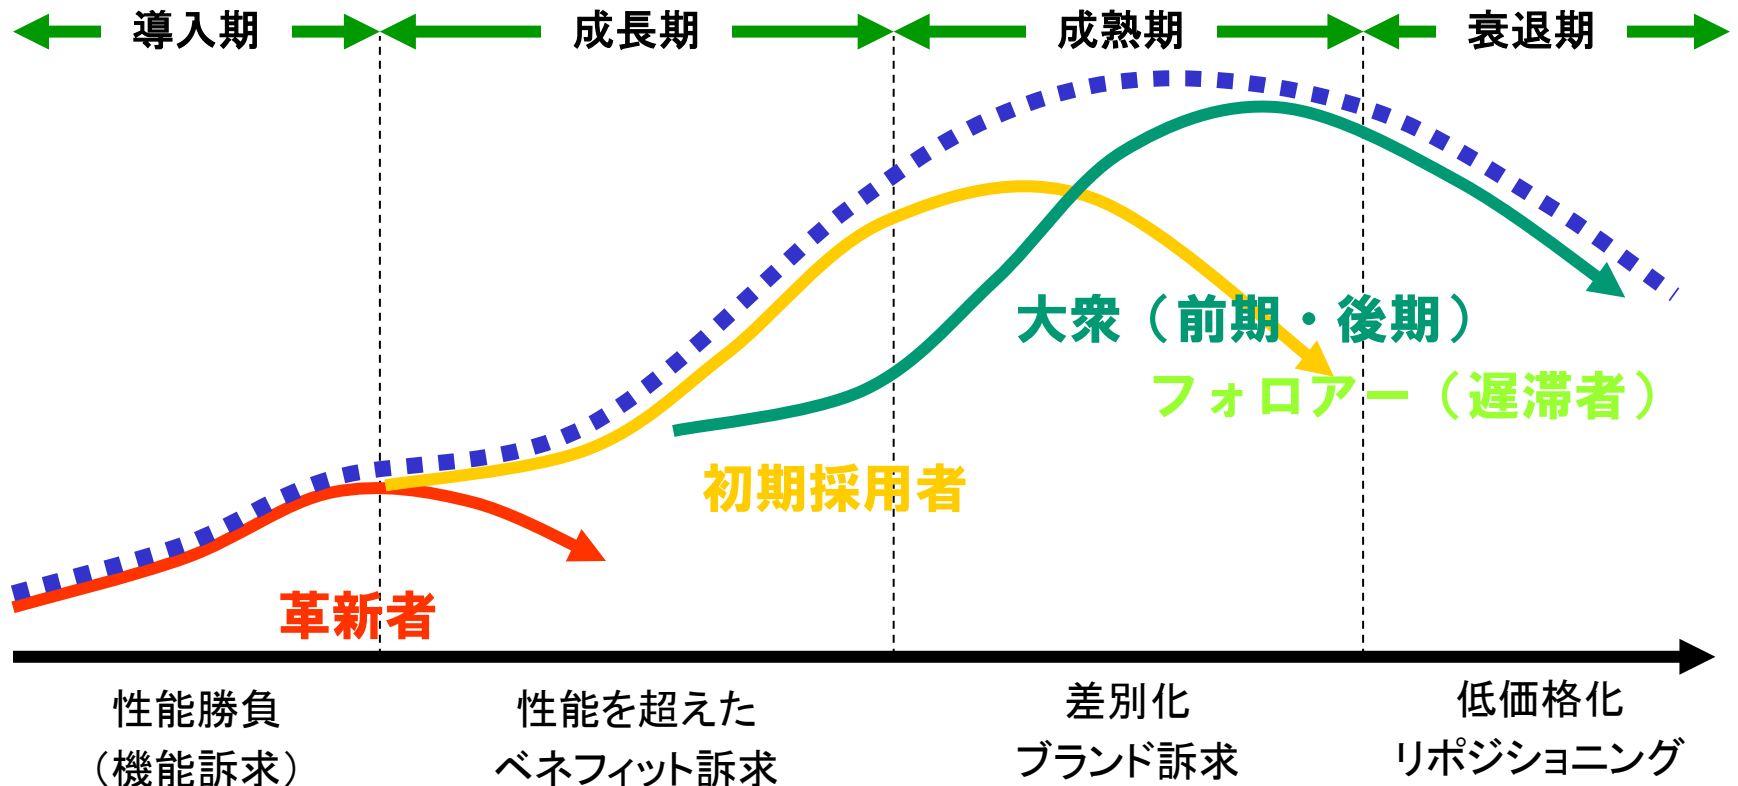 導入期
成長期
成熟期
衰退期
大衆（前期・後期）
フォロアー（遅滞者）
初期採用者
革新者
性能勝負
（機能訴求）
性能を超えた
ベネフィット訴求
差別化
ブランド訴求
低価格化
リポジショニング